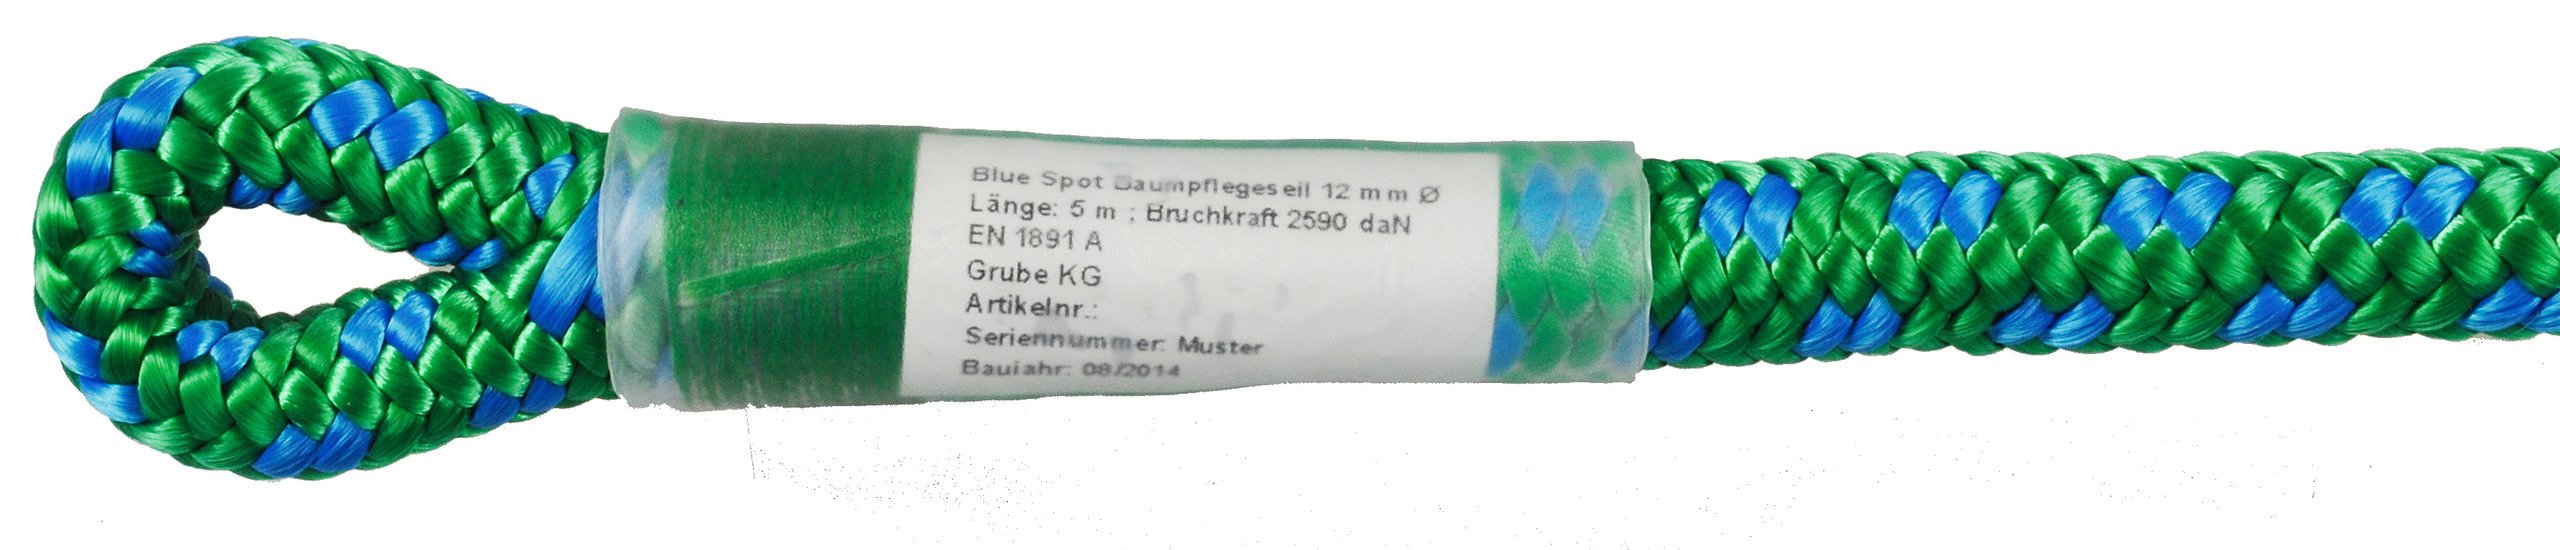 Blue Spot Baumpflegeseil 12 mm Ø
Länge: 5 m ; Bruchkraft 2590 daN
EN 1891 A
Grube KG
Artikelnr.:
Seriennummer: Muster
Baujahr: 08/2014